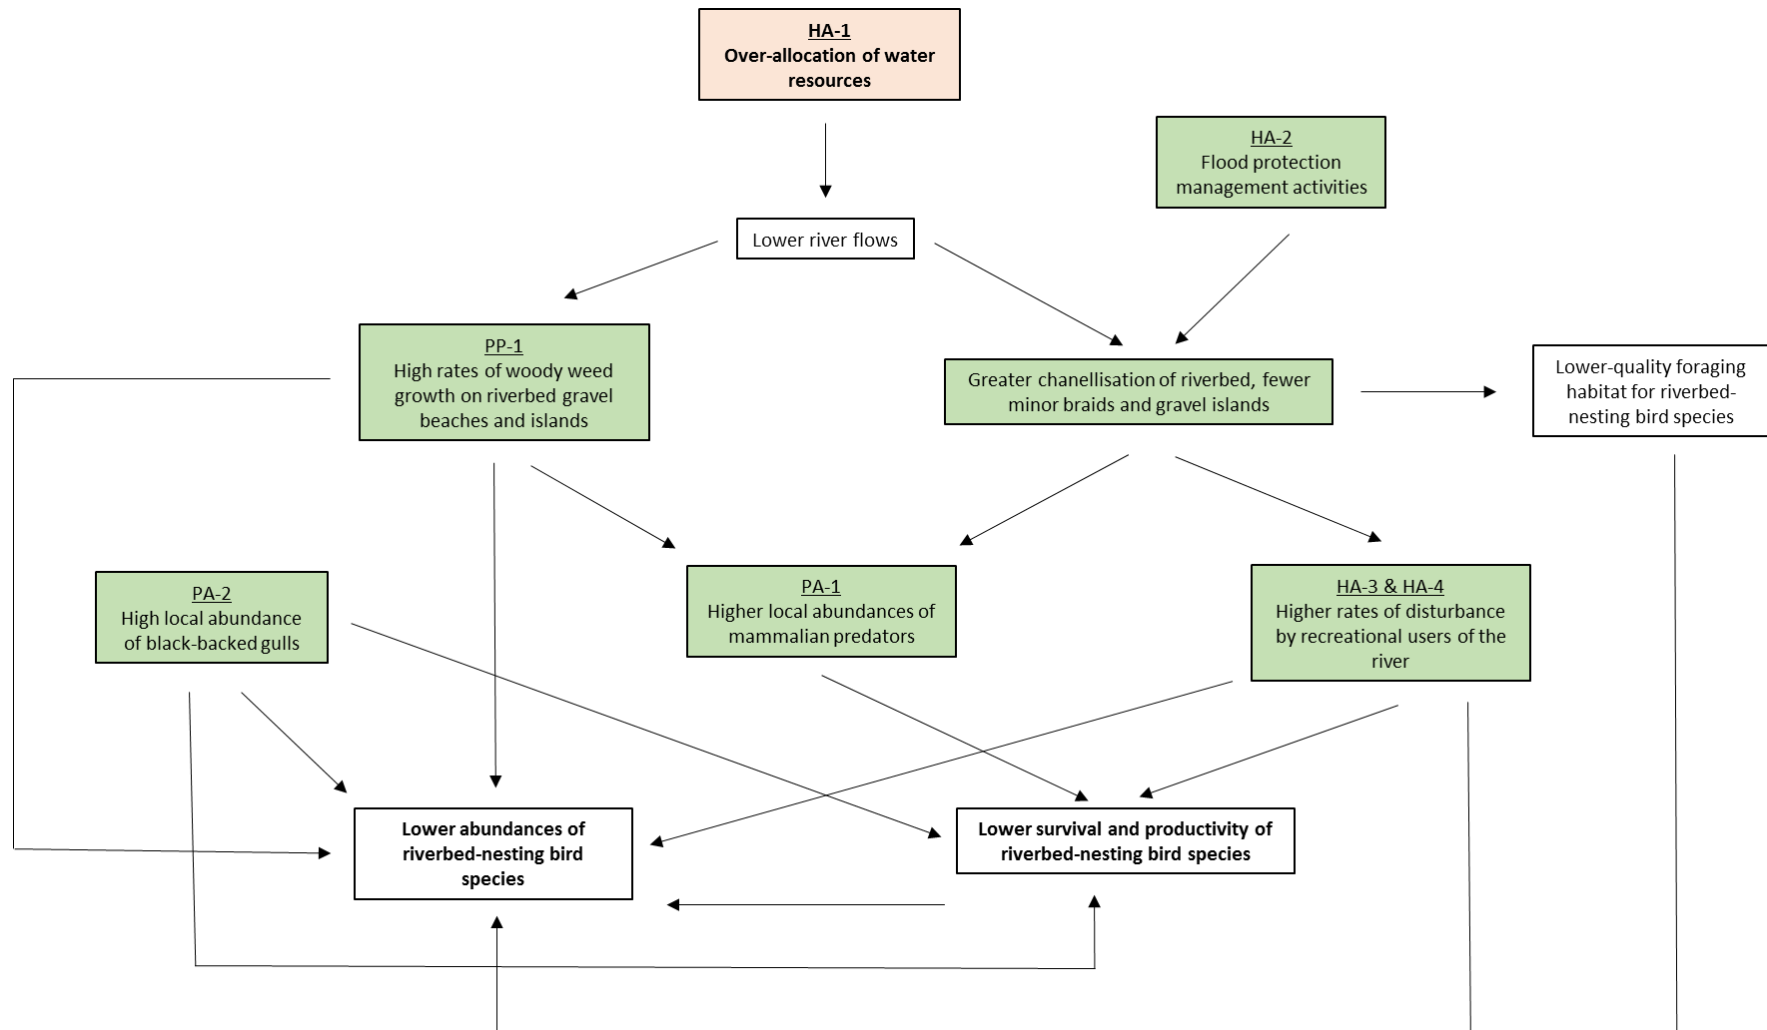 HA-1
Over-allocation of water
resources
HA-2
Flood protection
management activities
Lower river flows
PP-1
High rates of woody weed
growth on riverbed gravel
beaches and islands
Greater chanellisation of riverbed, fewer
minor braids and gravel islands
Lower-quality foraging
habitat for riverbed-
nesting bird species
PA-2
High local abundance
of black-backed gulls
PA-1
Higher local abundances of
mammalian predators
HA-3 & HA-4
Higher rates of disturbance
by recreational users of the
river
Lower abundances of
riverbed-nesting bird
species
Lower survival and productivity of
riverbed-nesting bird species